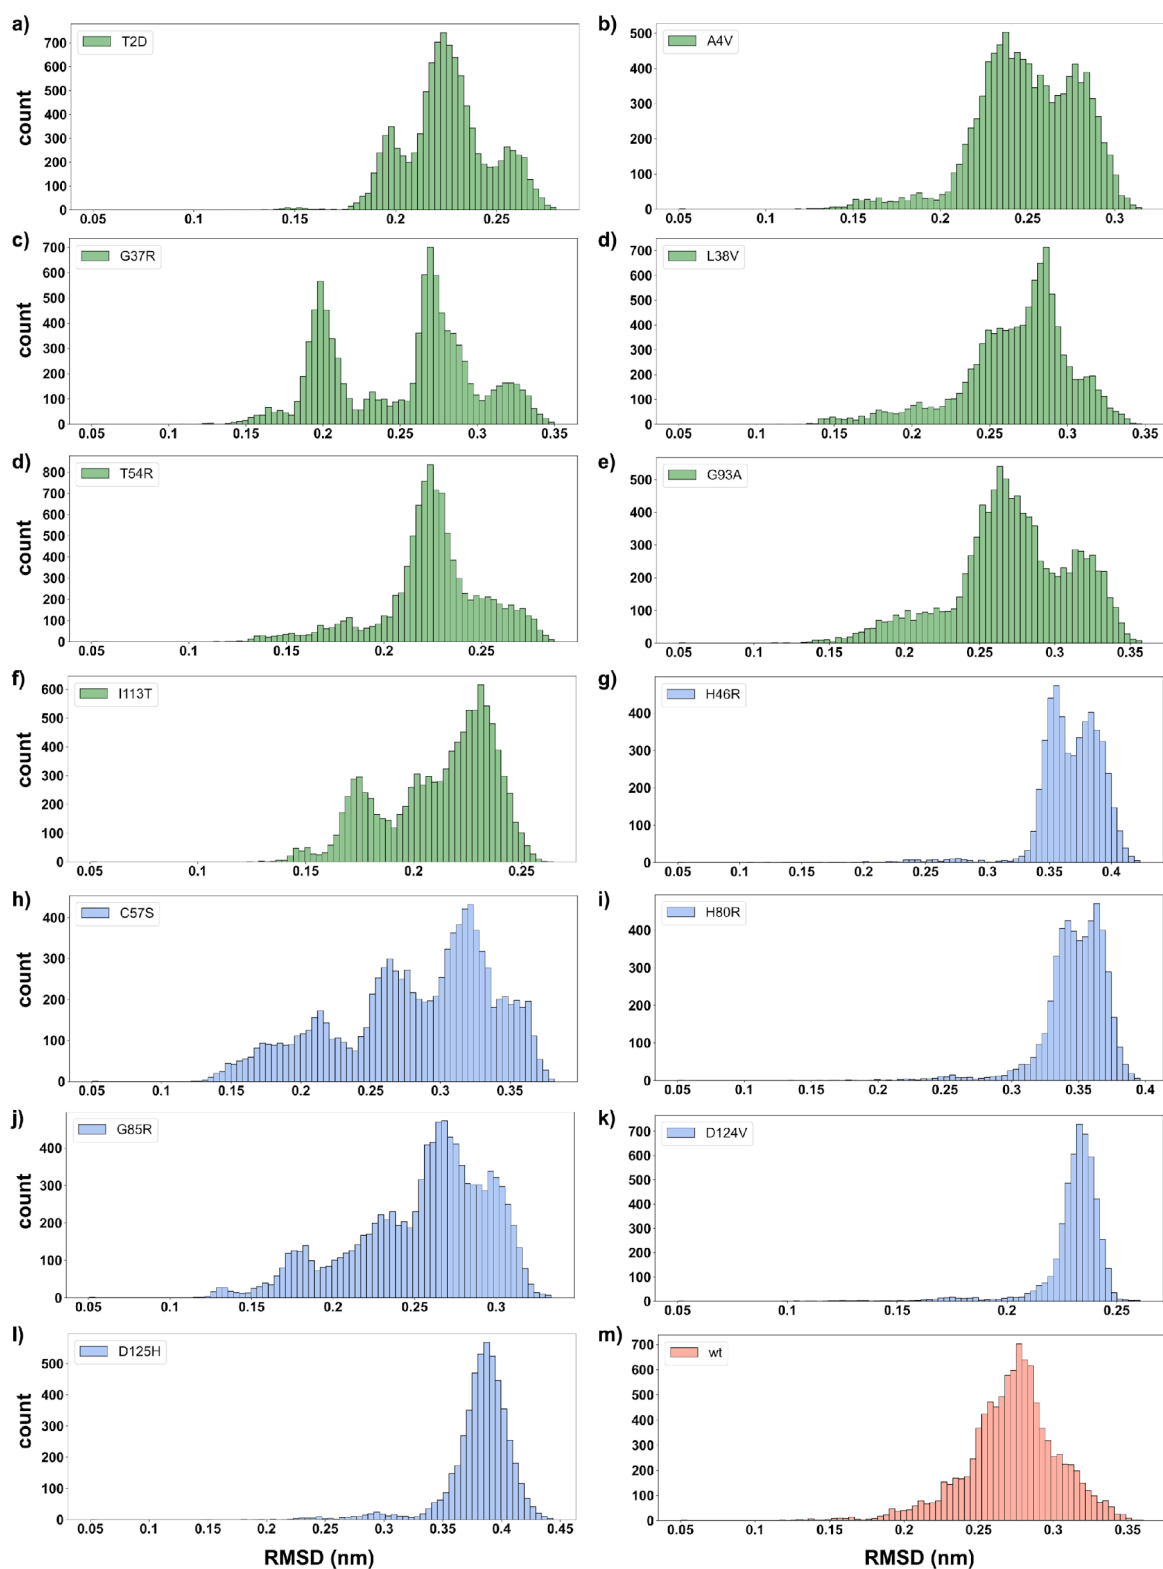 a)
T2D
count
700
600
500
400
300
200
100
0
0.05 0.1 0.15 0.2 0.25
b)
A4V
500
400
300
200
100
0
0.05 0.1 0.15 0.2 0.25 0.3
c)
G37R
count
700
600
500
400
300
200
100
0
0.05 0.1 0.15 0.2 0.25 0.3 0.35
d)
L38V
700
600
500
400
300
200
100
0
0.05 0.1 0.15 0.2 0.25 0.3 0.35
d)
T54R
count
800
700
600
500
400
300
200
100
0
0.05 0.1 0.15 0.2 0.25
e)
G93A
500
400
300
200
100
0
0.05 0.1 0.15 0.2 0.25 0.3 0.35
f)
I113T
count
600
500
400
300
200
100
0
0.05 0.1 0.15 0.2 0.25
g)
H46R
400
300
200
100
0.05 0.1 0.15 0.2 0.25 0.3 0.35 0.4
h)
C57S
count
400
300
200
100
0
0.05 0.1 0.15 0.2 0.25 0.3 0.35
i)
H80R
400
300
200
100
0
0.05 0.1 0.15 0.2 0.25 0.3 0.35 0.4
j)
G85R
count
400
300
200
100
0
0.05 0.1 0.15 0.2 0.25 0.3
k)
D124V
700
600
500
400
300
200
100
0
0.05 0.1 0.15 0.2 0.25
l)
D125H
count
500
400
300
200
100
0
0.05 0.1 0.15 0.2 0.25 0.3 0.35 0.4 0.45
RMSD (nm)
m)
wt
700
600
500
400
300
200
100
0
0.05 0.1 0.15 0.2 0.25 0.3 0.35
RMSD (nm)